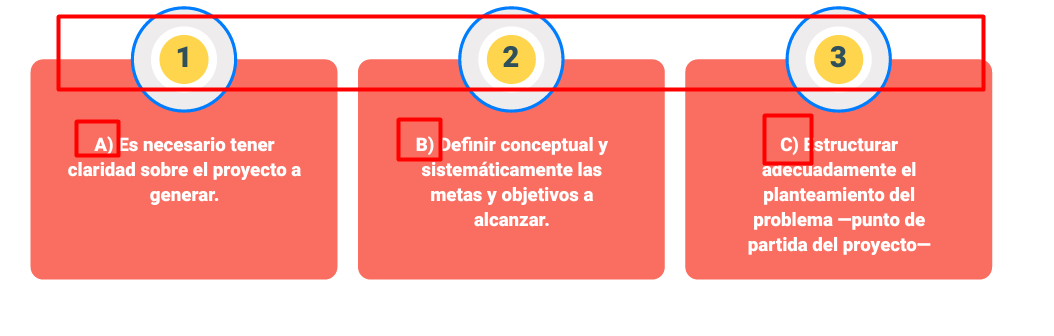 1
A) Es necesario tener
claridad sobre el proyecto a
generar.
2
B) Definir conceptual y
sistemáticamente las
metas y objetivos a
alcanzar.
3
C) Estructurar
adecuadamente el
planteamiento del
problema —punto de
partida del proyecto—